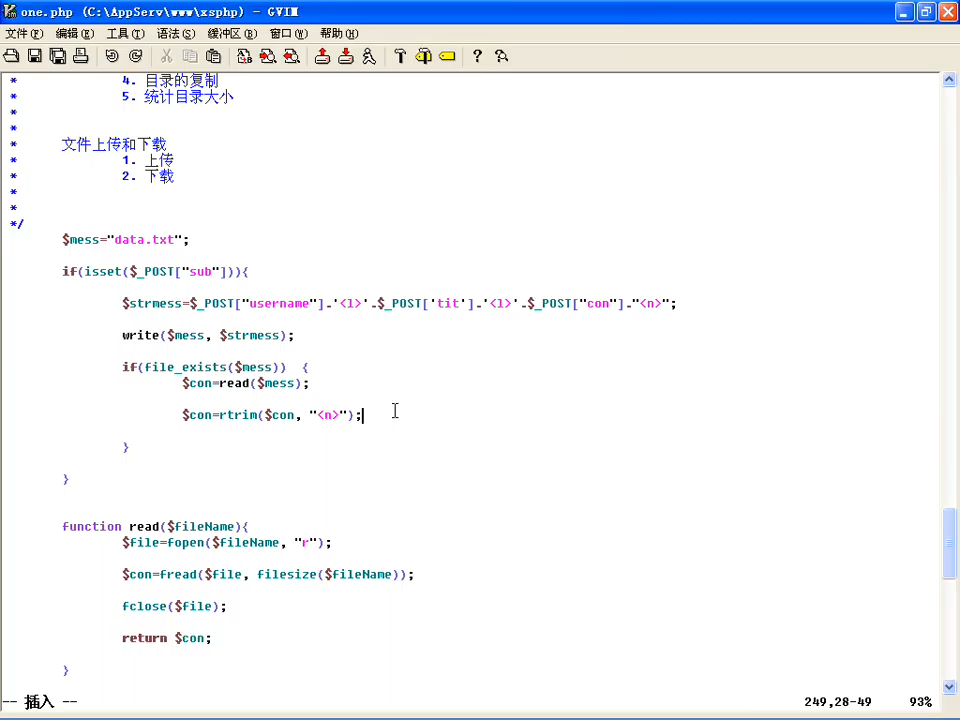 one.php (C:\AppServ\www\xsphp) - GVIM
文件(F) 编辑(E) 工具(T) 语法(S) 缓冲区(B) 窗口(W) 帮助(H)
* 4. 目录的复制
* 5. 统计目录大小
*
*
* 文件上传和下载
* 1. 上传
* 2. 下载
*
*
*/
$mess="data.txt";
if(isset($_POST["sub"])){
$strmess=$_POST["username"].'<l>'.$_POST['tit'].'<l>'.$_POST["con"]."<n>";
write($mess, $strmess);
if(file_exists($mess)) {
$con=read($mess);
$con=rtrim($con, "<n>");
}
}
function read($fileName){
$file=fopen($fileName, "r");
$con=fread($file, filesize($fileName));
fclose($file);
return $con;
}
-- 插入 -- 249,28-49 93%